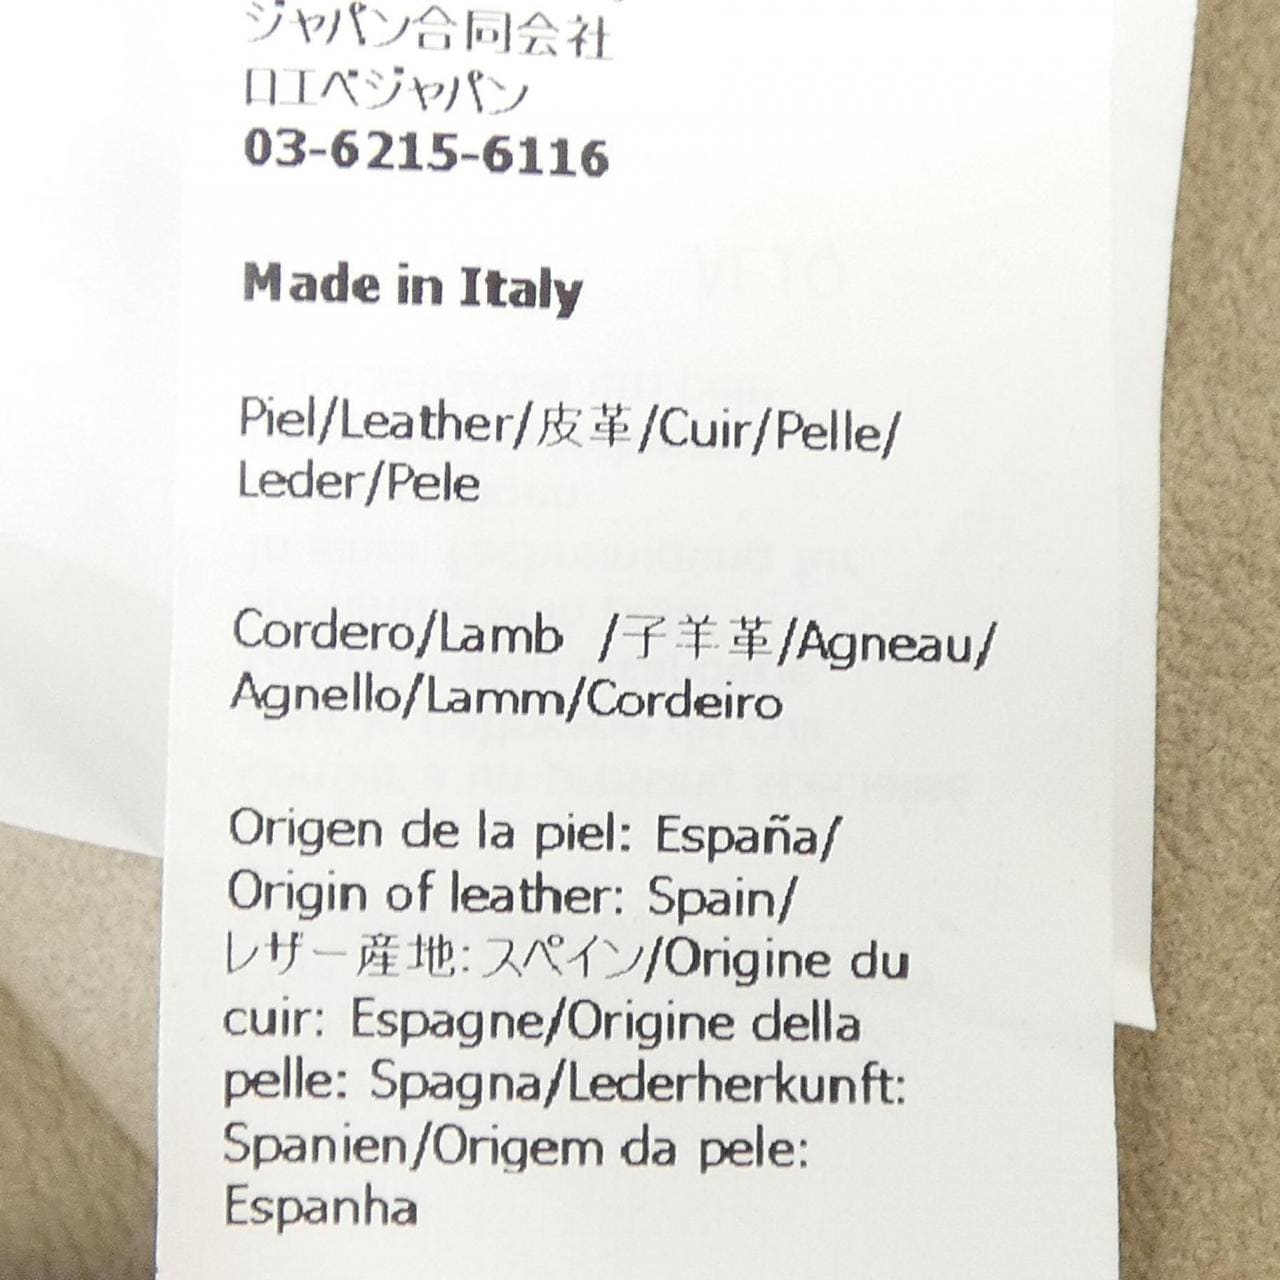 ジャパン合同会社
ロエベジャパン
03-6215-6116
Made in Italy
Piel/Leather/皮革/Cuir/Pelle/
Leder/Pele
Cordero/Lamb /子羊革/Agneau/
Agnello/Lamm/Cordeiro
Origen de la piel: España/
Origin of leather: Spain/
レザー産地: スペイン/Origine du
cuir: Espagne/Origine della
pelle: Spagna/Lederherkunft:
Spanien/Origem da pele:
Espanha